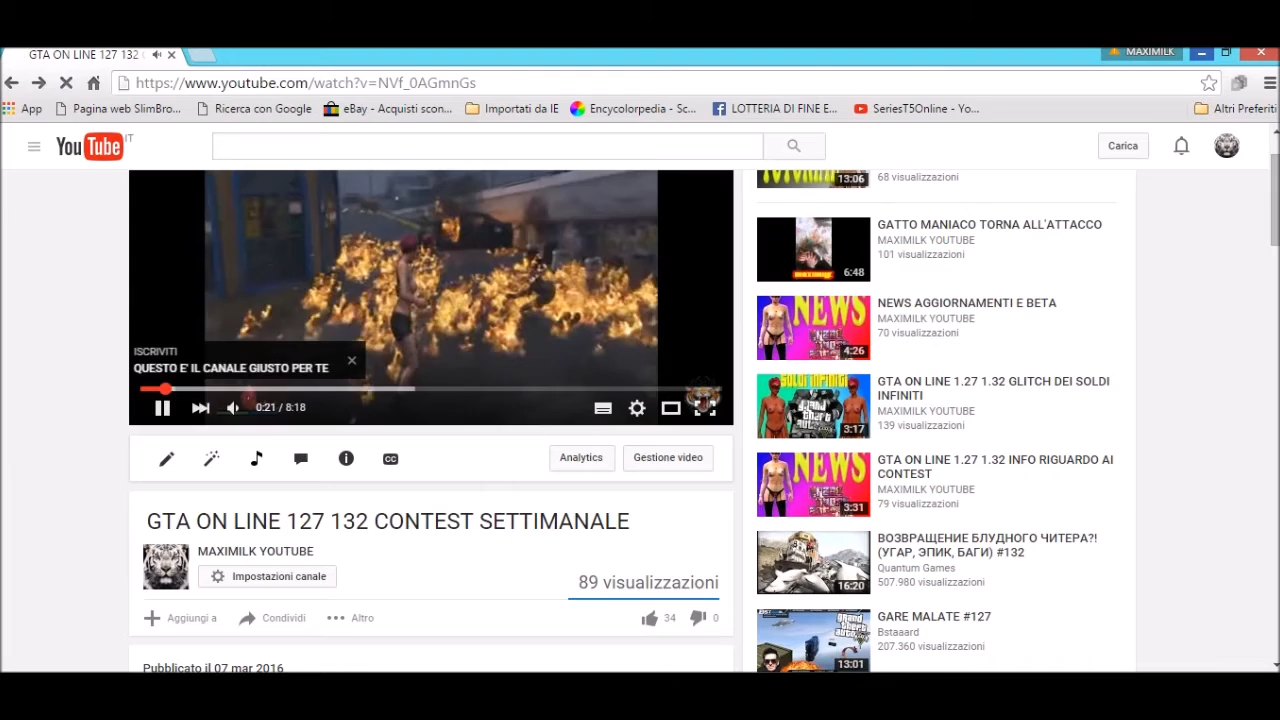 GTA ON LINE 127 132
MAXIMILK
https://www.youtube.com/watch?v=NVf_0AGmnGs
App
Pagina web SlimBro...
Ricerca con Google
eBay - Acquisti scon...
Importati da IE
Encycolorpedia - Sc...
LOTTERIA DI FINE E...
SeriesT5Online - Yo...
Altri Preferiti
YouTube IT
Carica
13:06
68 visualizzazioni
GATTO MANIACO TORNA ALL'ATTACCO
MAXIMILK YOUTUBE
101 visualizzazioni
6:48
NEWS
4:26
NEWS AGGIORNAMENTI E BETA
MAXIMILK YOUTUBE
70 visualizzazioni
SOLDI INFINITI
3:17
GTA ON LINE 1.27 1.32 GLITCH DEI SOLDI
INFINITI
MAXIMILK YOUTUBE
139 visualizzazioni
NEWS
3:31
GTA ON LINE 1.27 1.32 INFO RIGUARDO AI
CONTEST
MAXIMILK YOUTUBE
79 visualizzazioni
16:20
ВОЗВРАЩЕНИЕ БЛУДНОГО ЧИТЕРА?!
(УГАР, ЭПИК, БАГИ) #132
Quantum Games
507.980 visualizzazioni
13:01
GARE MALATE #127
Bstaaard
207.360 visualizzazioni
ISCRIVITI
QUESTO E' IL CANALE GIUSTO PER TE
0:21 / 8:18
CC
Analytics
Gestione video
GTA ON LINE 127 132 CONTEST SETTIMANALE
MAXIMILK YOUTUBE
Impostazioni canale
89 visualizzazioni
Aggiungi a
Condividi
Altro
34
0
Pubblicato il 07 mar 2016